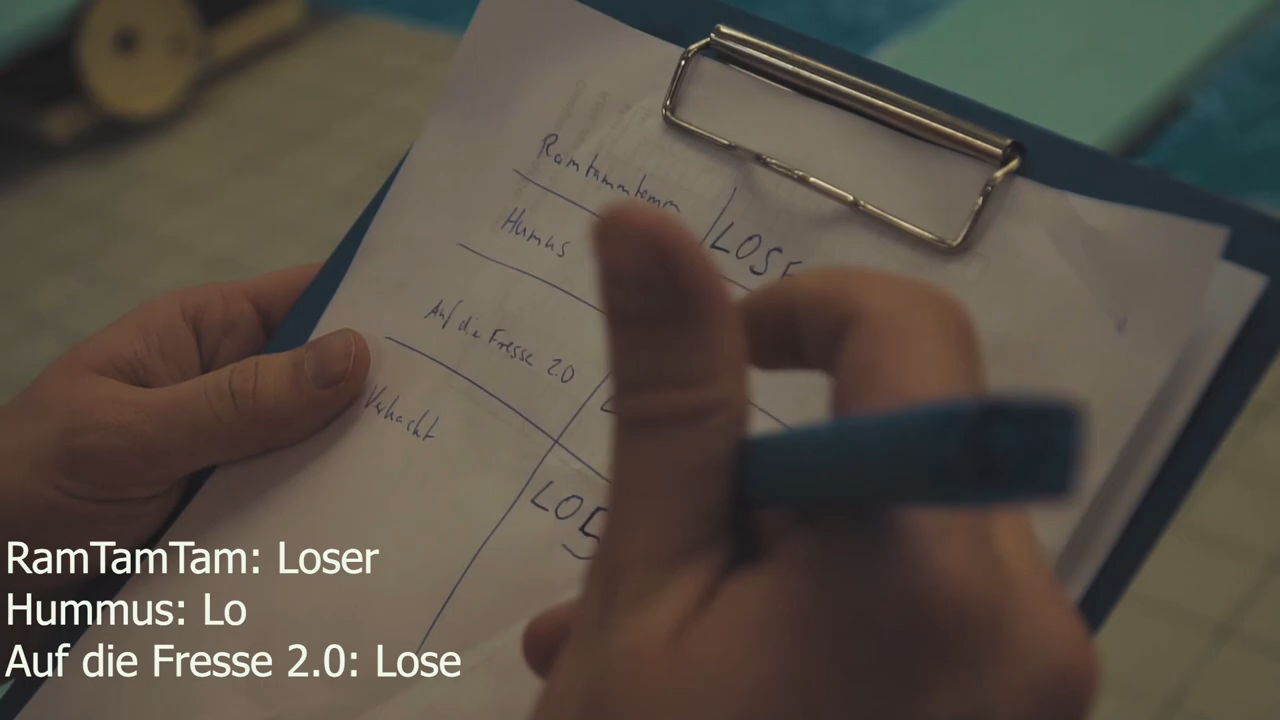 Ramtammtamm LOSE
Humus
Auf die Fresse 2.0 L
Verkackt
LOS
RamTamTam: Loser
Hummus: Lo
Auf die Fresse 2.0: Lose